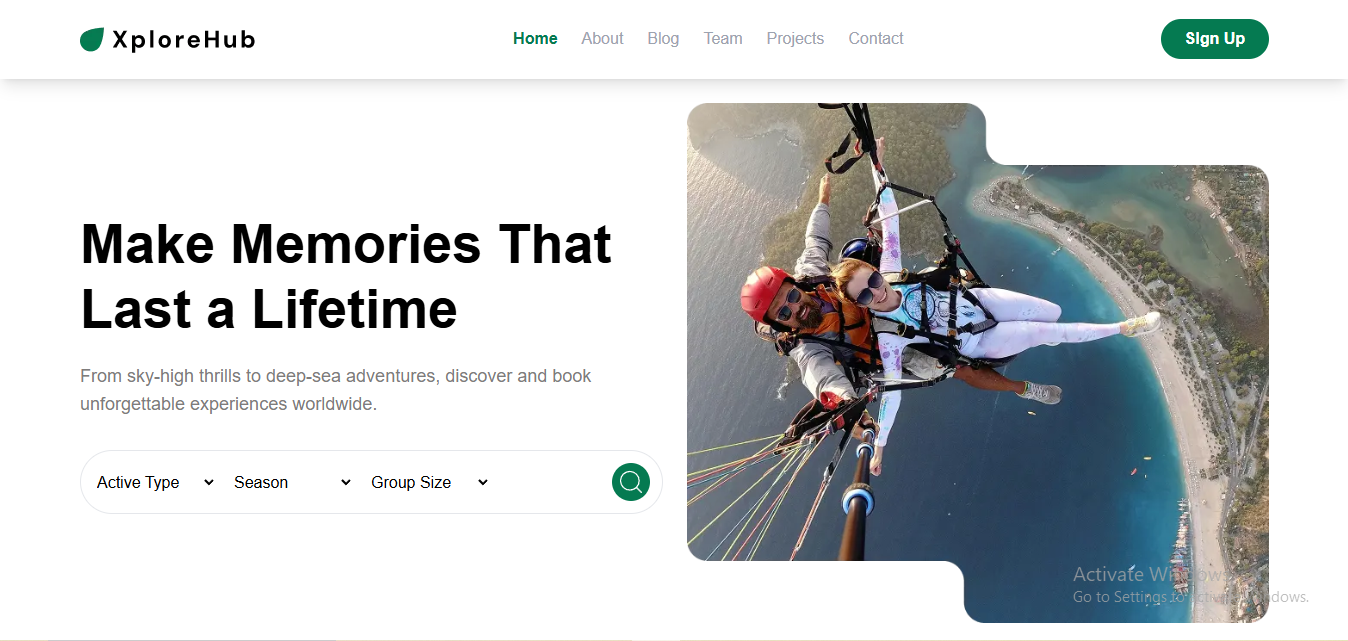 XploreHub
Home About Blog Team Projects Contact
SIgn Up
Make Memories That
Last a Lifetime
From sky-high thrills to deep-sea adventures, discover and book
unforgettable experiences worldwide.
Active Type Season Group Size
Activate Windows
Go to Settings to activate Windows.